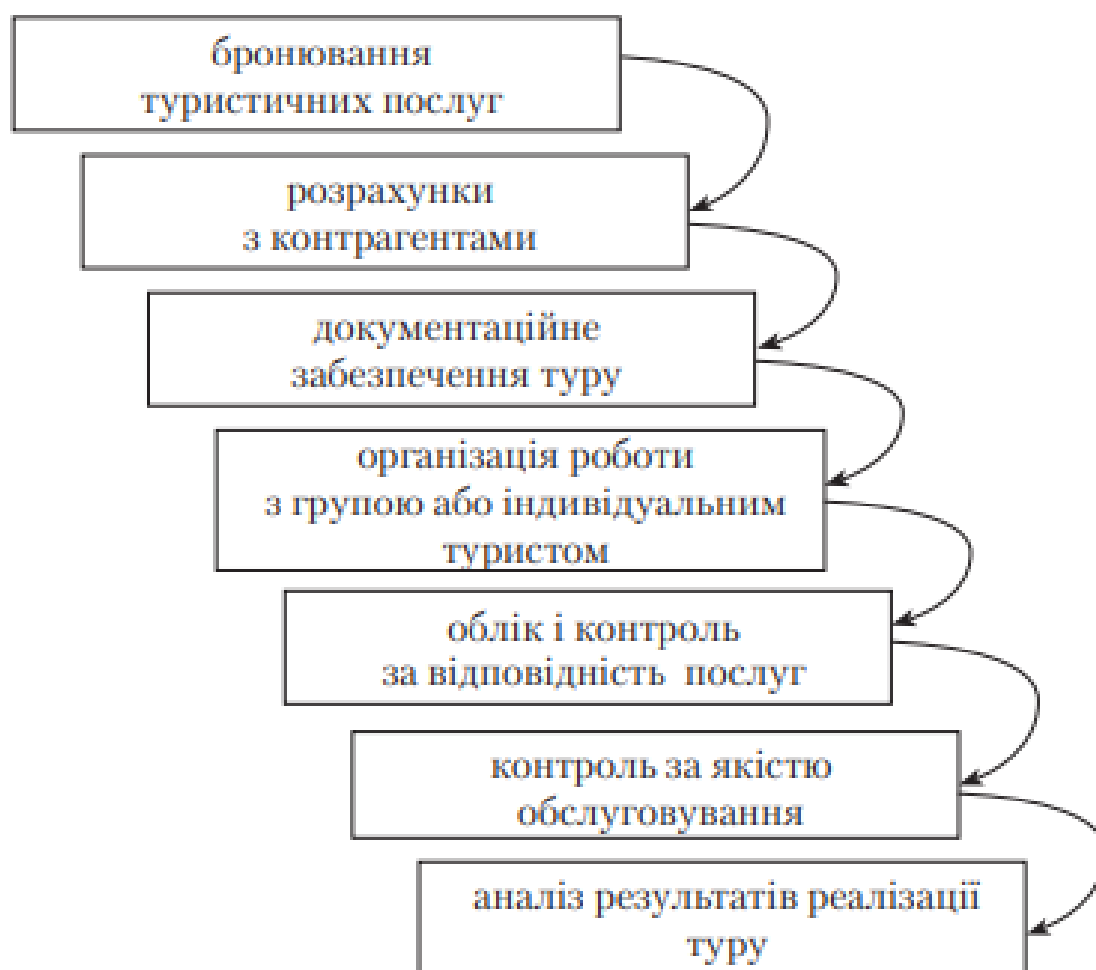 бронювання
туристичних послуг
розрахунки
з контрагентами
документаційне
забезпечення туру
організація роботи
з групою або індивідуальним
туристом
облік і контроль
за відповідність послуг
контроль за якістю
обслуговування
аналіз результатів реалізації
туру